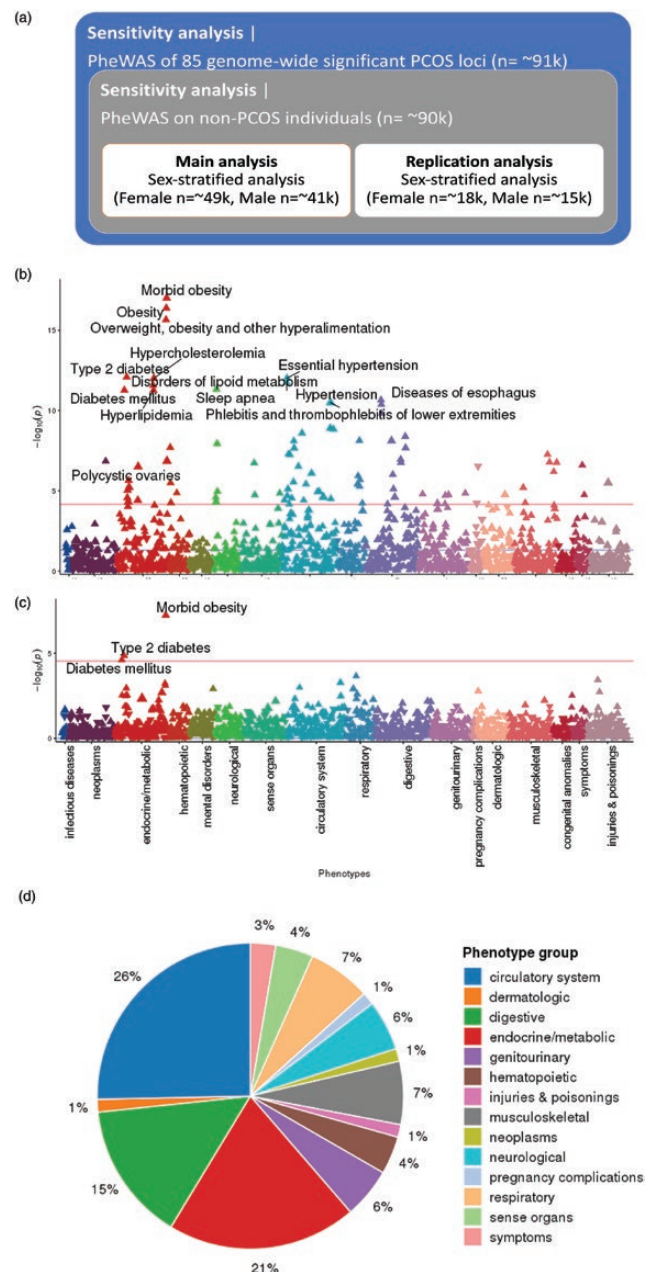 (a)
Sensitivity analysis |
PheWAS of 85 genome-wide significant PCOS loci (n= ~91k)
Sensitivity analysis |
PheWAS on non-PCOS individuals (n= ~90k)
Main analysis
Sex-stratified analysis
(Female n=~49k, Male n=~41k)
Replication analysis
Sex-stratified analysis
(Female n=~18k, Male n=~15k)
(b)
−log10(p)
15
10
5
0
Morbid obesity
Obesity
Overweight, obesity and other hyperalimentation
Hypercholesterolemia
Type 2 diabetes
Essential hypertension
Disorders of lipoid metabolism
Diabetes mellitus
Sleep apnea
Hypertension
Diseases of esophagus
Hyperlipidemia
Phlebitis and thrombophlebitis of lower extremities
Polycystic ovaries
(c)
−log10(p)
5
0
Morbid obesity
Type 2 diabetes
Diabetes mellitus
infectious diseases
neoplasms
endocrine/metabolic
hematopoietic
mental disorders
neurological
sense organs
circulatory system
respiratory
digestive
genitourinary
pregnancy complications
dermatologic
musculoskeletal
congenital anomalies
symptoms
injuries & poisonings
Phenotypes
(d)
3%
4%
7%
1%
6%
1%
7%
1%
4%
6%
21%
15%
1%
26%
Phenotype group
circulatory system
dermatologic
digestive
endocrine/metabolic
genitourinary
hematopoietic
injuries & poisonings
musculoskeletal
neoplasms
neurological
pregnancy complications
respiratory
sense organs
symptoms